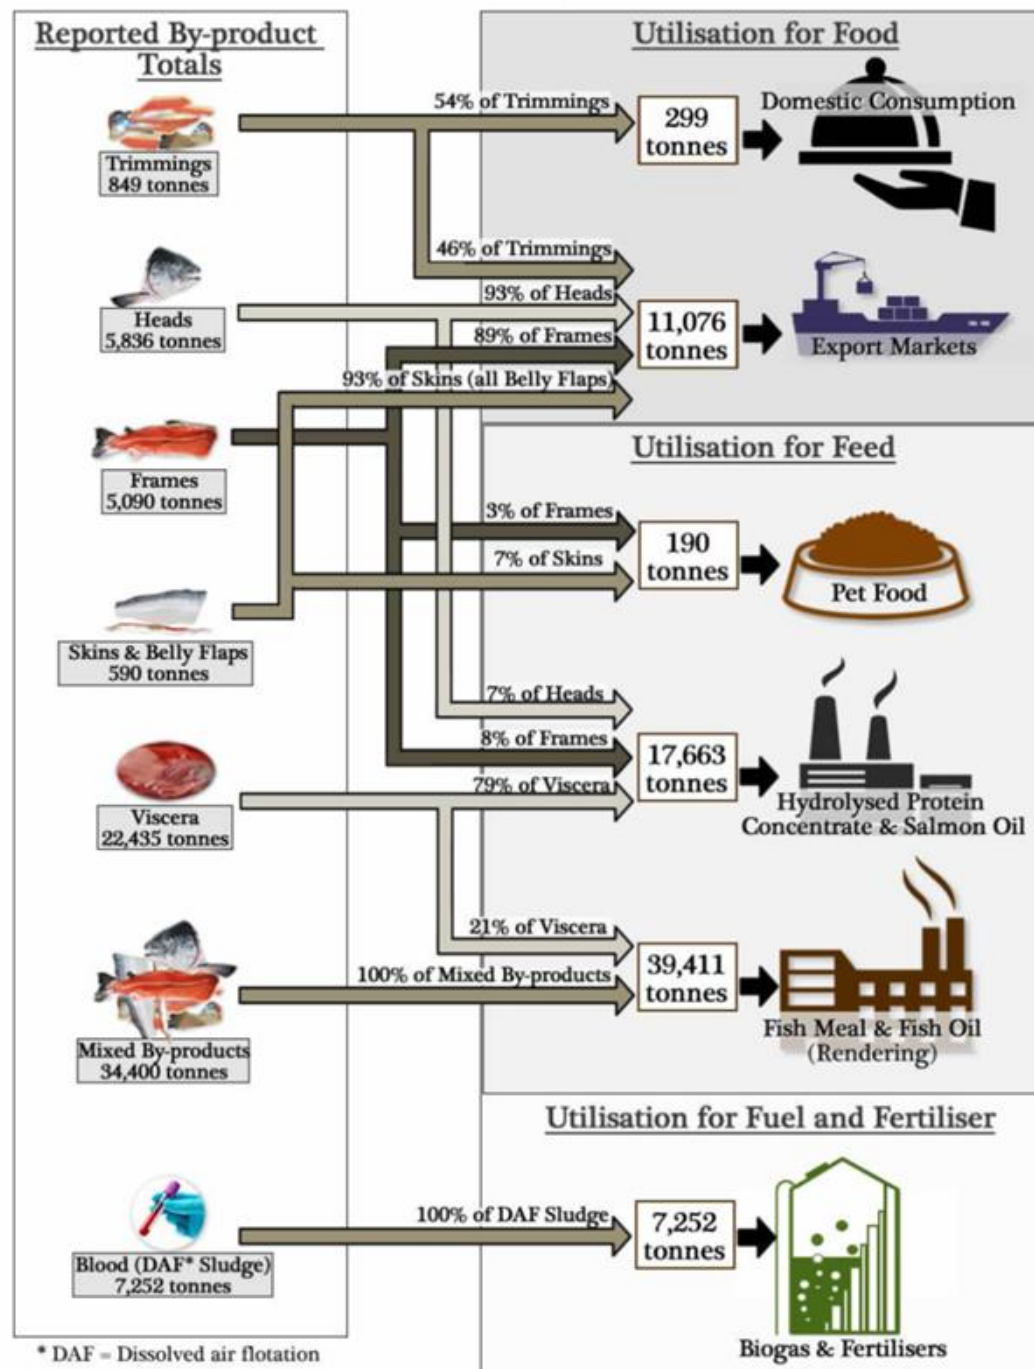 Reported By-product
Totals
Trimmings
849 tonnes
Heads
5,836 tonnes
Frames
5,090 tonnes
Skins & Belly Flaps
590 tonnes
Viscera
22,435 tonnes
Mixed By-products
34,400 tonnes
Blood (DAF* Sludge)
7,252 tonnes
* DAF = Dissolved air flotation
54% of Trimmings
46% of Trimmings
93% of Heads
89% of Frames
93% of Skins (all Belly Flaps)
3% of Frames
7% of Skins
7% of Heads
8% of Frames
79% of Viscera
21% of Viscera
100% of Mixed By-products
100% of DAF Sludge
Utilisation for Food
299
tonnes
Domestic Consumption
11,076
tonnes
Export Markets
Utilisation for Feed
190
tonnes
Pet Food
17,663
tonnes
Hydrolysed Protein
Concentrate & Salmon Oil
39,411
tonnes
Fish Meal & Fish Oil
(Rendering)
Utilisation for Fuel and Fertiliser
7,252
tonnes
Biogas & Fertilisers